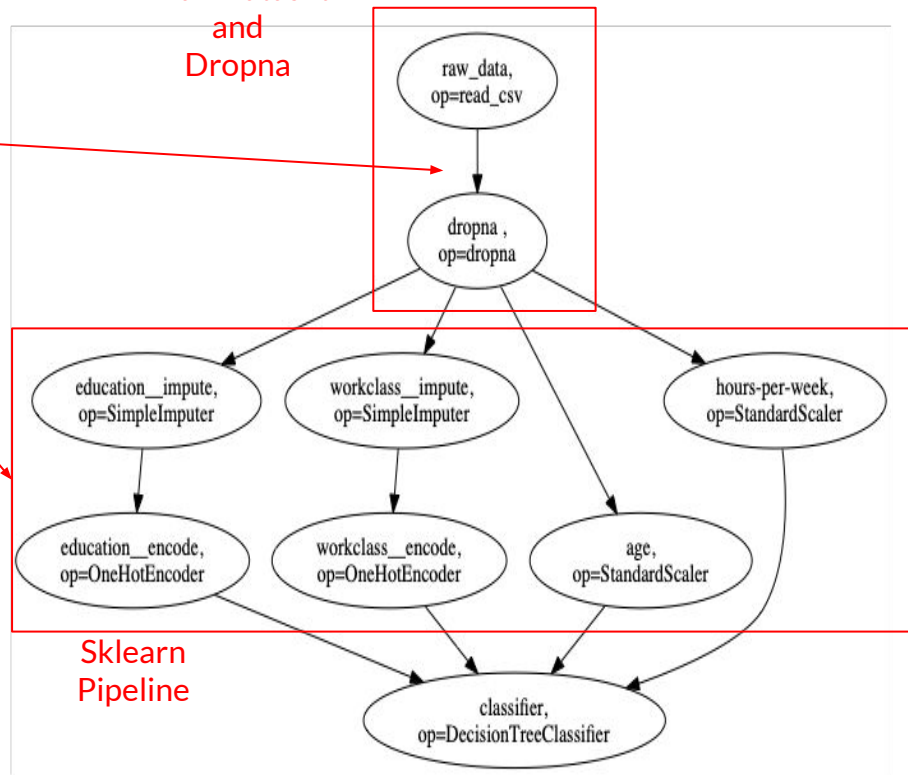 and
Dropna
raw_data,
op=read_csv
dropna ,
op=dropna
education__impute,
op=SimpleImputer
workclass__impute,
op=SimpleImputer
hours-per-week,
op=StandardScaler
education__encode,
op=OneHotEncoder
workclass__encode,
op=OneHotEncoder
age,
op=StandardScaler
Sklearn
Pipeline
classifier,
op=DecisionTreeClassifier